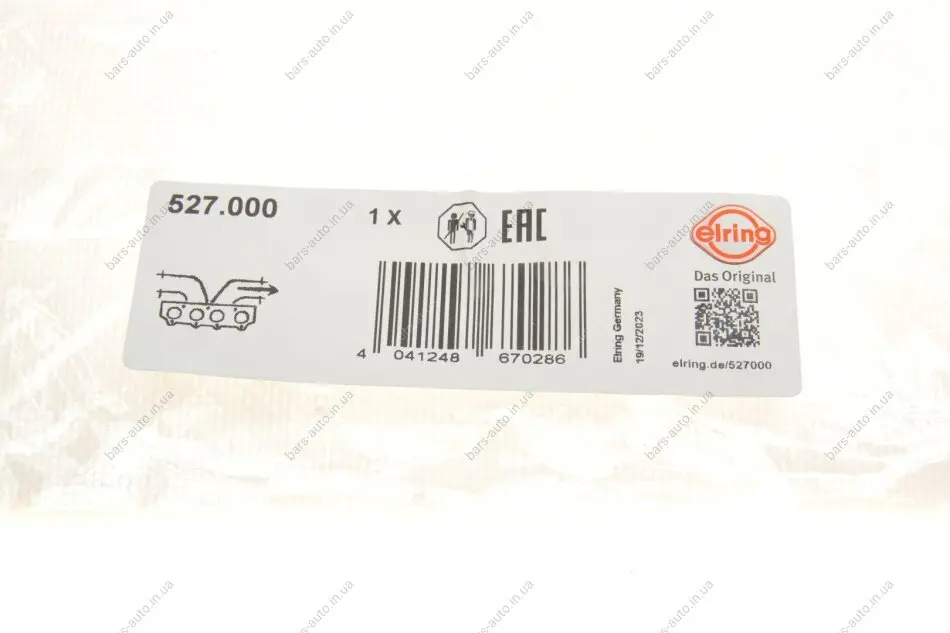 527.000
1 X
EAC
elring
Das Original
4 041248 670286
Elring Germany
19/12/2023
elring.de/527000
bars-auto.in.ua